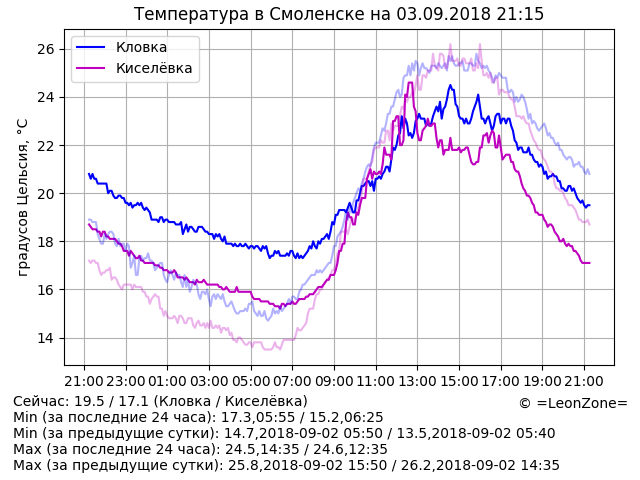 Температура в Смоленске на 03.09.2018 21:15
Кловка
Киселёвка
градусов Цельсия, °C
26
24
22
20
18
16
14
21:00 23:00 01:00 03:00 05:00 07:00 09:00 11:00 13:00 15:00 17:00 19:00 21:00
Сейчас: 19.5 / 17.1 (Кловка / Киселёвка)
© =LeonZone=
Min (за последние 24 часа): 17.3,05:55 / 15.2,06:25
Min (за предыдущие сутки): 14.7,2018-09-02 05:50 / 13.5,2018-09-02 05:40
Max (за последние 24 часа): 24.5,14:35 / 24.6,12:35
Max (за предыдущие сутки): 25.8,2018-09-02 15:50 / 26.2,2018-09-02 14:35